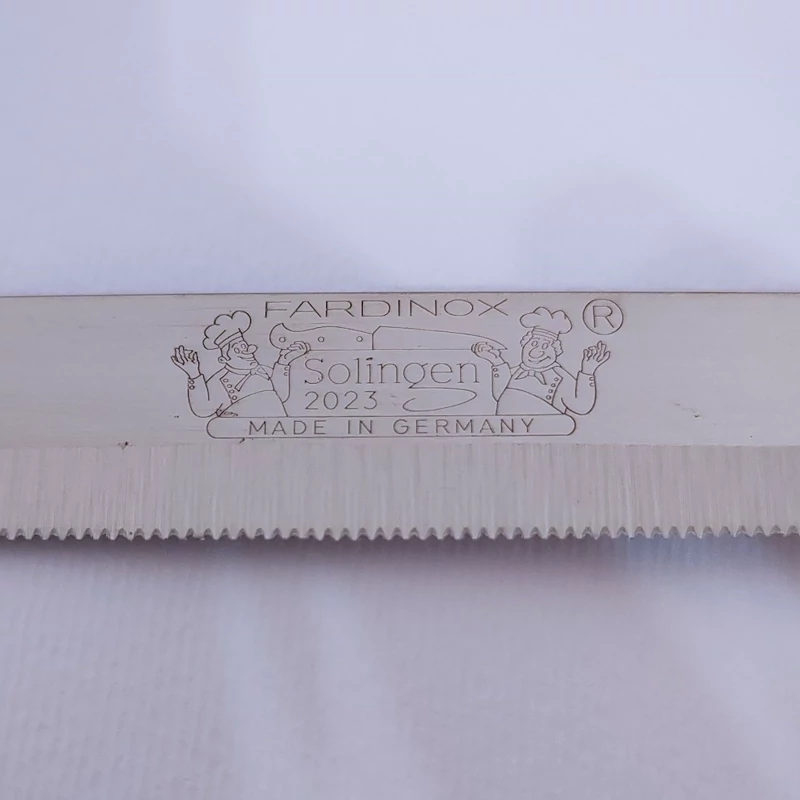 FARDINOX ®
Solingen
2023
MADE IN GERMANY